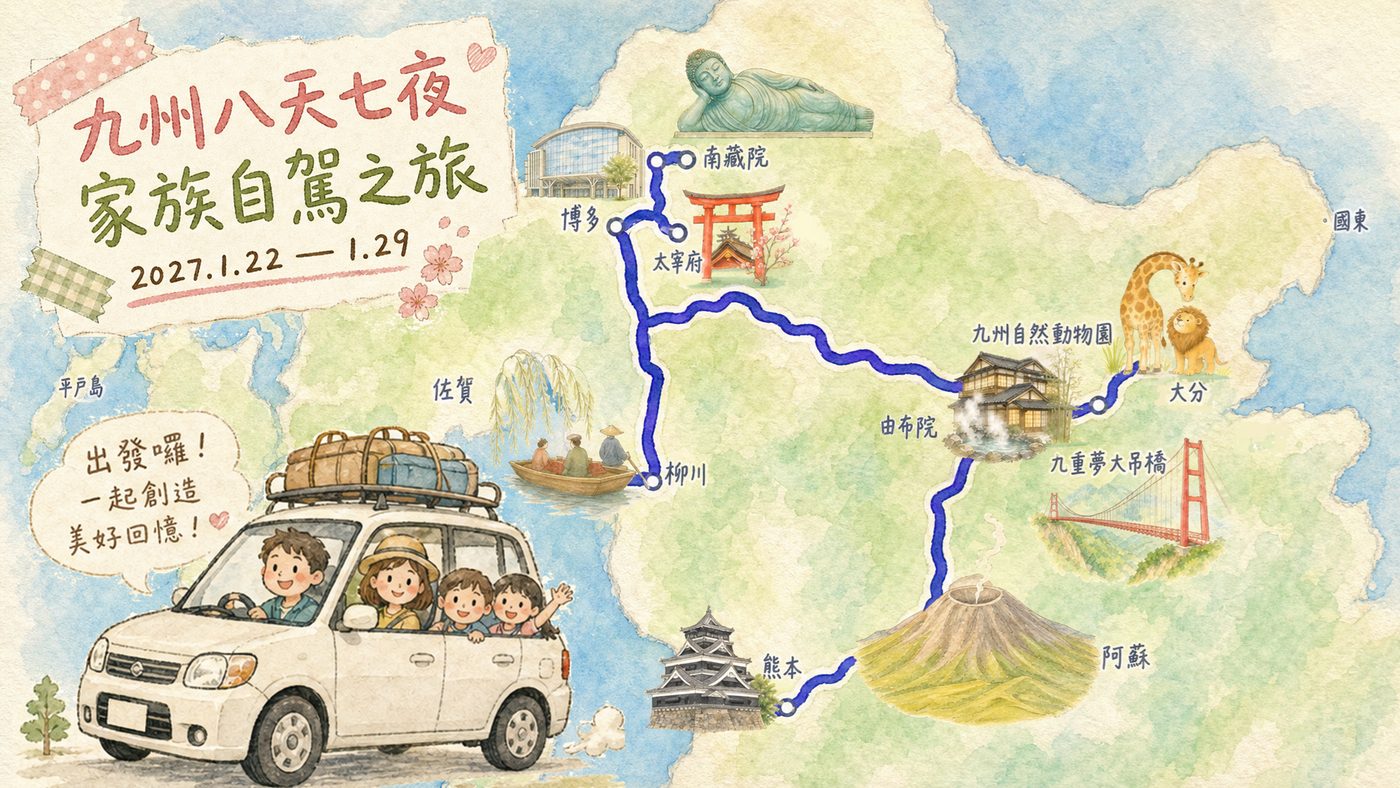 九州八天七夜
家族自駕之旅
2027.1.22 — 1.29
南藏院
博多
太宰府
國東
九州自然動物園
大分
平戶島
佐賀
由布院
九重夢大吊橋
柳川
出發囉！
一起創造
美好回憶！
熊本
阿蘇